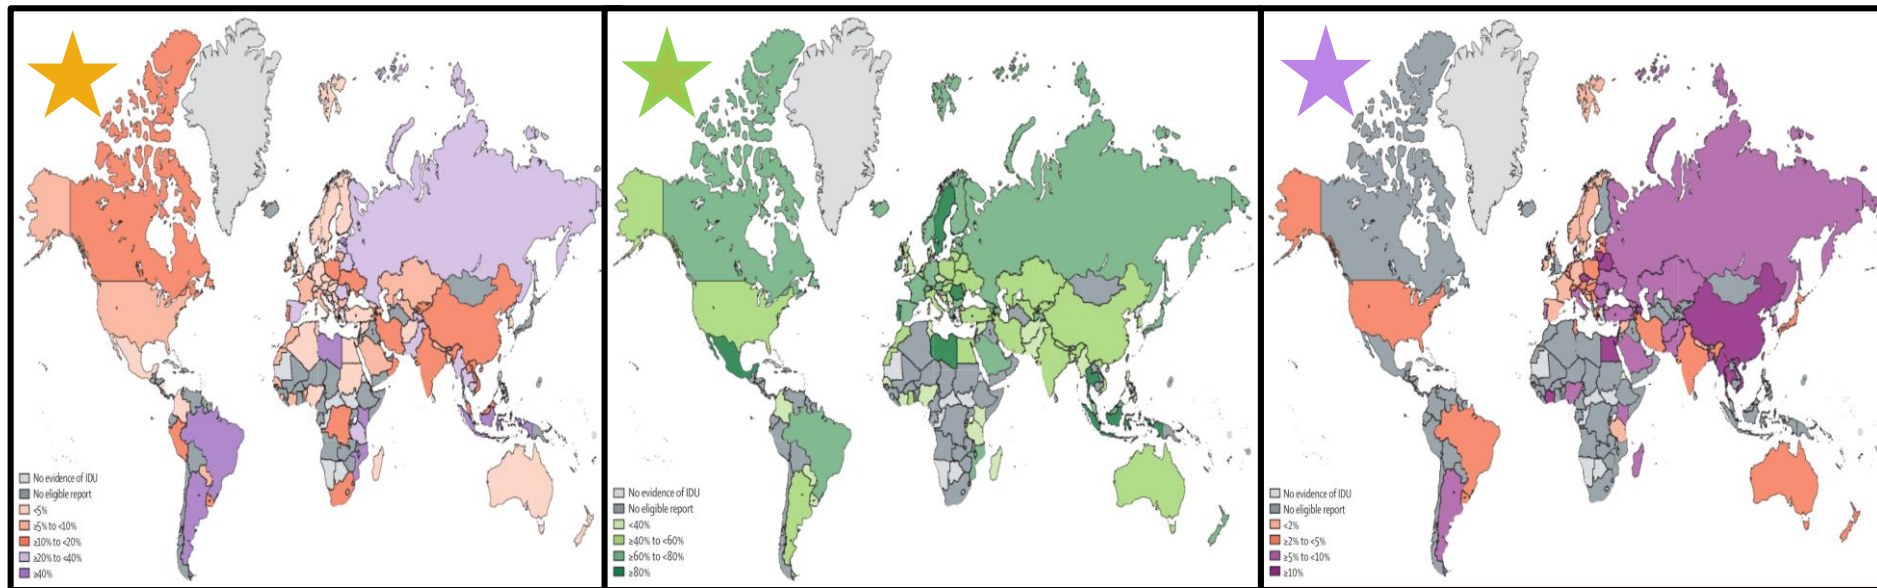 No evidence of IDU
No eligible report
<5%
≥5% to <10%
≥10% to <20%
≥20% to <40%
≥40%
No evidence of IDU
No eligible report
<40%
≥40% to <60%
≥60% to <80%
≥80%
No evidence of IDU
No eligible report
<2%
≥2% to <5%
≥5% to <10%
≥10%